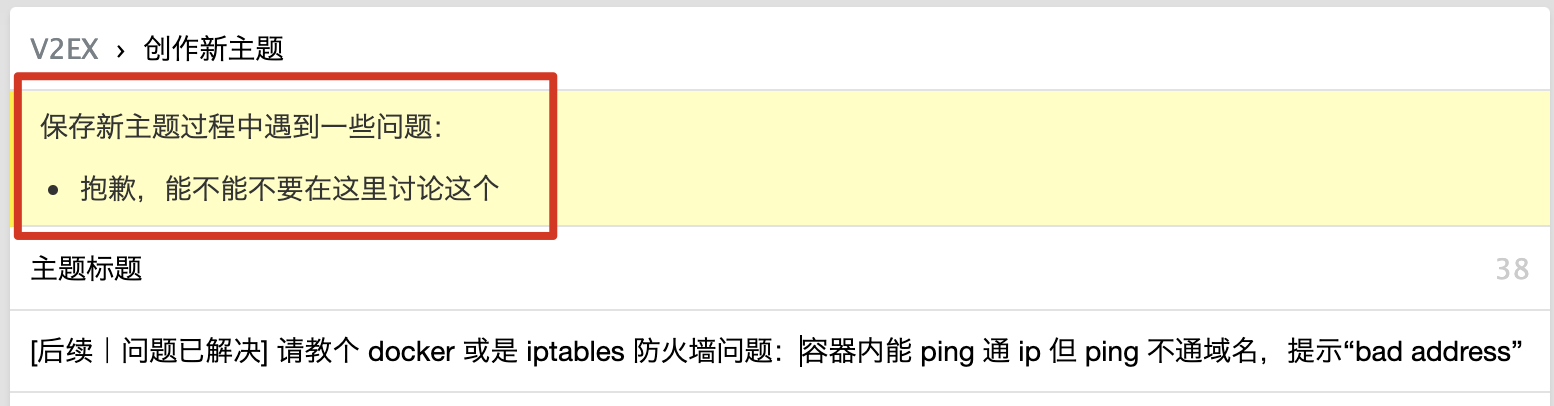 V2EX › 创作新主题
保存新主题过程中遇到一些问题：
• 抱歉，能不能不要在这里讨论这个
主题标题 38
[后续｜问题已解决] 请教个 docker 或是 iptables 防火墙问题：容器内能 ping 通 ip 但 ping 不通域名，提示“bad address”